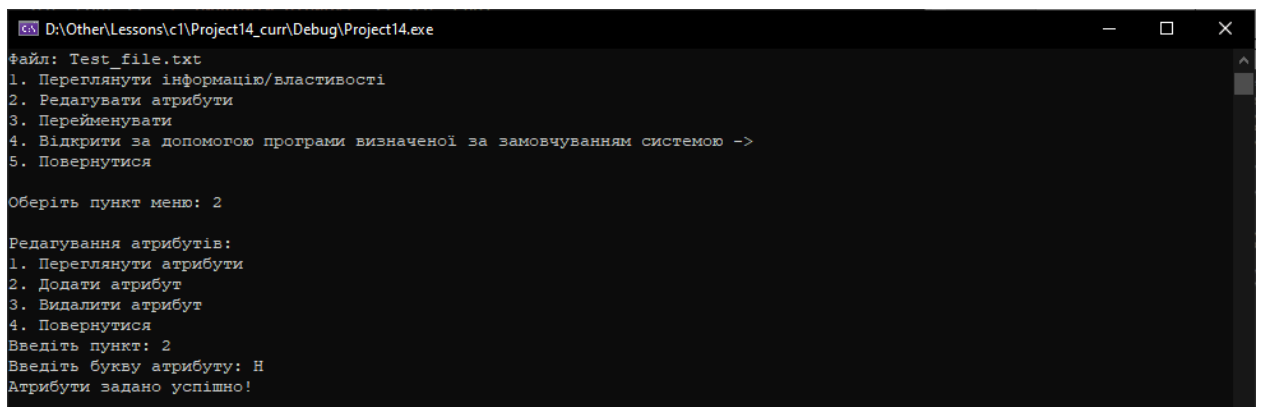 D:\Other\Lessons\c1\Project14_curr\Debug\Project14.exe
Файл: Test_file.txt
1. Переглянути інформацію/властивості
2. Редагувати атрибути
3. Перейменувати
4. Відкрити за допомогою програми визначеної за замовчуванням системою ->
5. Повернутися
Оберіть пункт меню: 2
Редагування атрибутів:
1. Переглянути атрибути
2. Додати атрибут
3. Видалити атрибут
4. Повернутися
Введіть пункт: 2
Введіть букву атрибуту: H
Атрибути задано успішно!